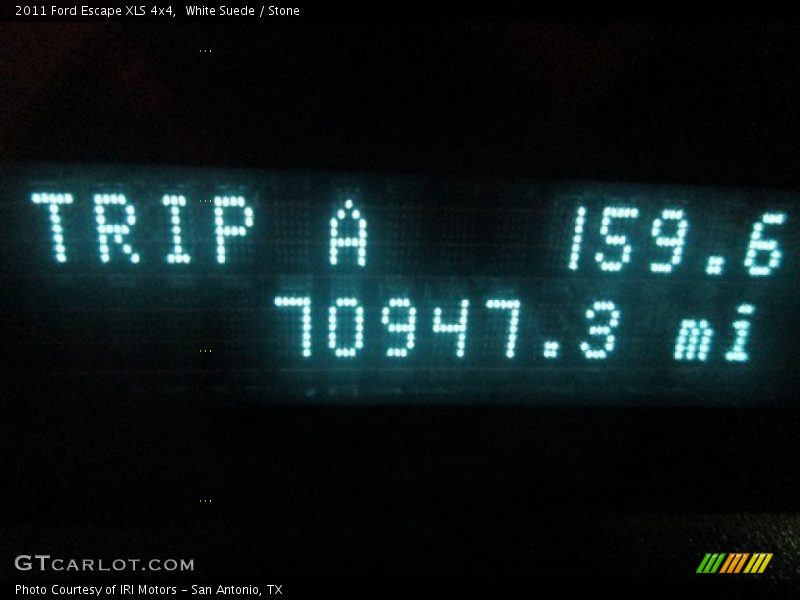 2011 Ford Escape XLS 4x4,  White Suede / Stone
TRIP A 159.6
70947.3 mi
GTCARLOT.COM
Photo Courtesy of IRI Motors - San Antonio, TX